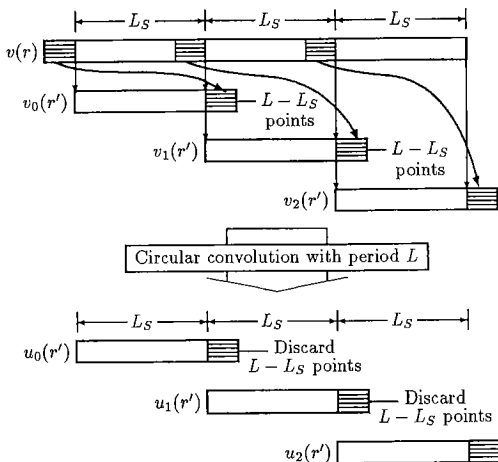 L_S L_S L_S
v(r)
v_0(r′) L − L_S
points
v_1(r′) L − L_S
points
v_2(r′)
Circular convolution with period L
L_S L_S L_S
u_0(r′) Discard
L − L_S points
u_1(r′) Discard
L − L_S points
u_2(r′)